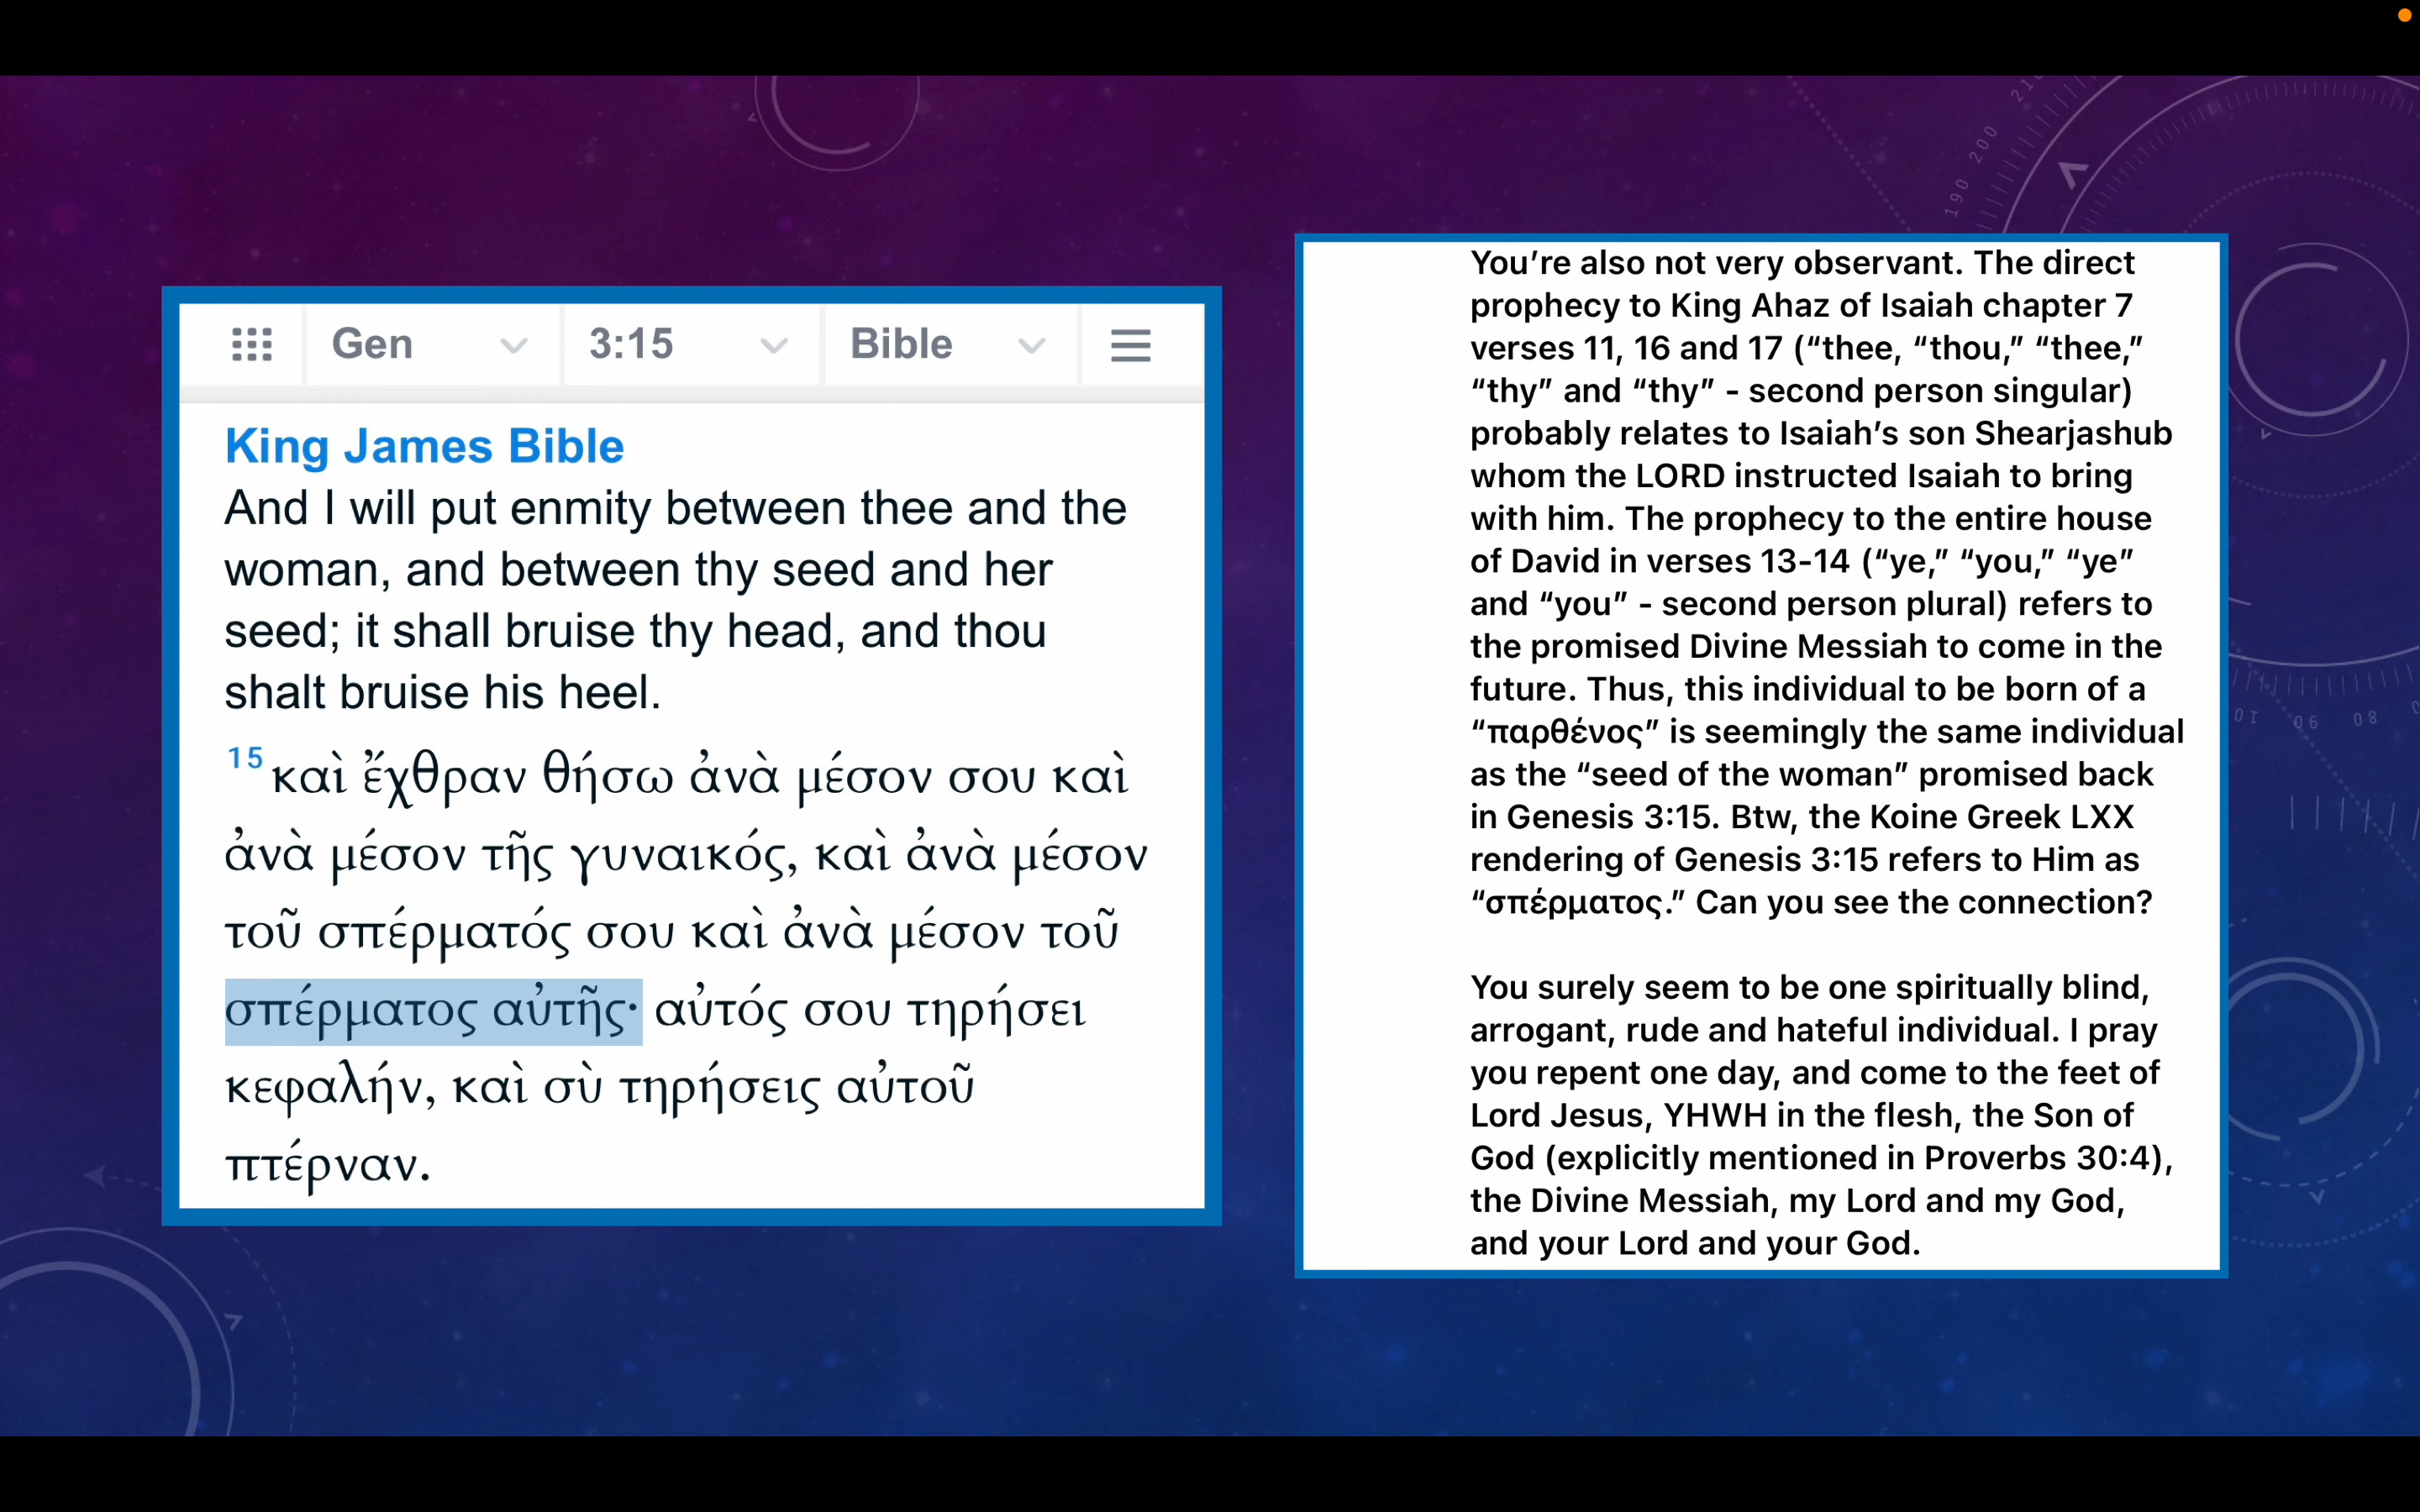 Gen 3:15 Bible
King James Bible
And I will put enmity between thee and the
woman, and between thy seed and her
seed; it shall bruise thy head, and thou
shalt bruise his heel.
15 καὶ ἔχθραν θήσω ἀνὰ μέσον σου καὶ
ἀνὰ μέσον τῆς γυναικός, καὶ ἀνὰ μέσον
τοῦ σπέρματός σου καὶ ἀνὰ μέσον τοῦ
σπέρματος αὐτῆς· αὐτός σου τηρήσει
κεφαλήν, καὶ σὺ τηρήσεις αὐτοῦ
πτέρναν.
You’re also not very observant. The direct
prophecy to King Ahaz of Isaiah chapter 7
verses 11, 16 and 17 (“thee, “thou,” “thee,”
“thy” and “thy” - second person singular)
probably relates to Isaiah’s son Shearjashub
whom the LORD instructed Isaiah to bring
with him. The prophecy to the entire house
of David in verses 13-14 (“ye,” “you,” “ye”
and “you” - second person plural) refers to
the promised Divine Messiah to come in the
future. Thus, this individual to be born of a
“παρθένος” is seemingly the same individual
as the “seed of the woman” promised back
in Genesis 3:15. Btw, the Koine Greek LXX
rendering of Genesis 3:15 refers to Him as
“σπέρματος.” Can you see the connection?
You surely seem to be one spiritually blind,
arrogant, rude and hateful individual. I pray
you repent one day, and come to the feet of
Lord Jesus, YHWH in the flesh, the Son of
God (explicitly mentioned in Proverbs 30:4),
the Divine Messiah, my Lord and my God,
and your Lord and your God.
190 200
80 90